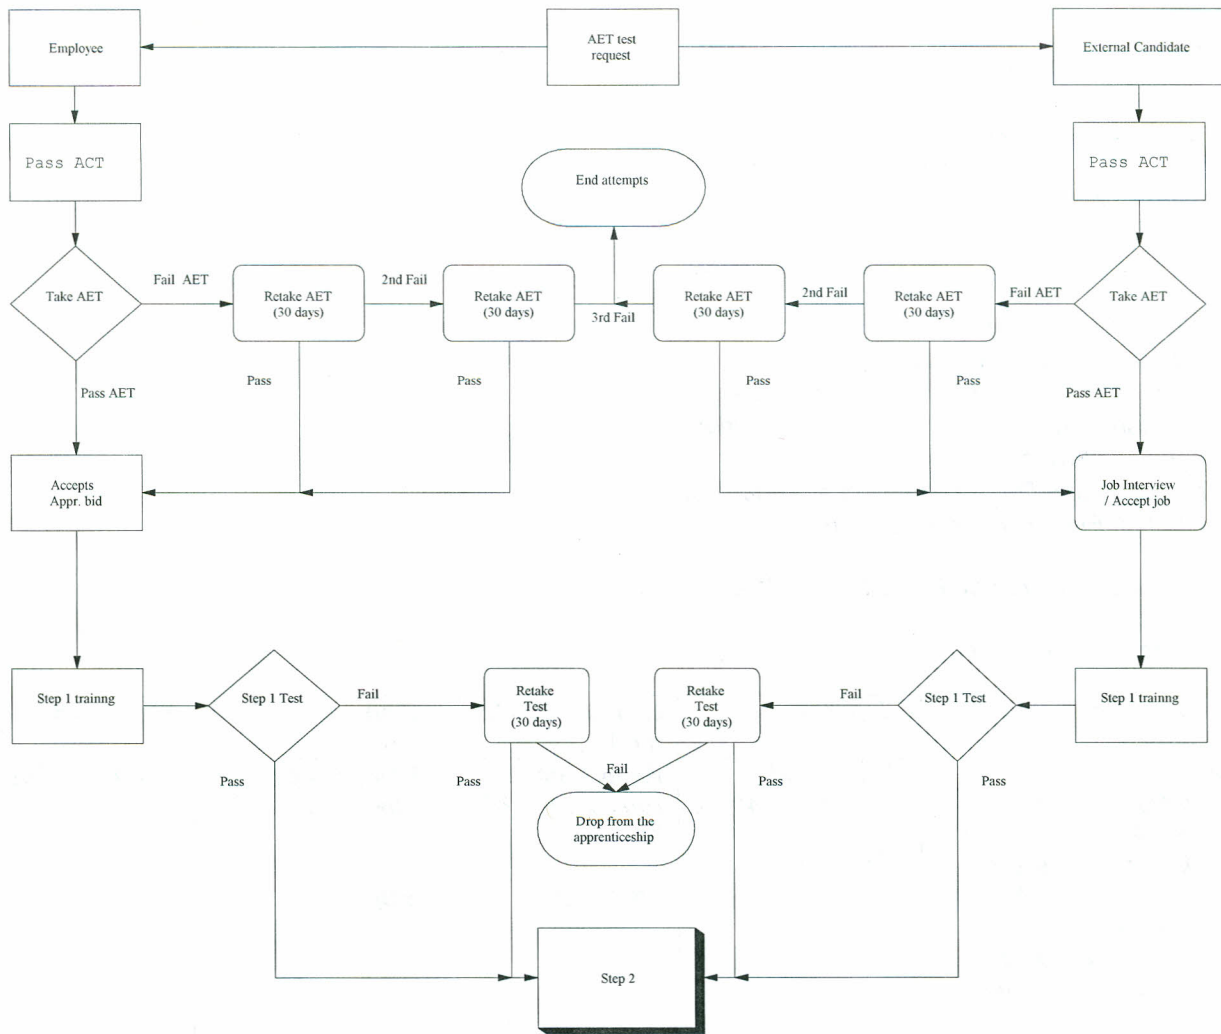 Employee
AET test
request
External Candidate
Pass ACT
Pass ACT
End attempts
Take AET
Fail AET
Retake AET
(30 days)
2nd Fail
Retake AET
(30 days)
3rd Fail
Retake AET
(30 days)
2nd Fail
Retake AET
(30 days)
Fail AET
Take AET
Pass AET
Pass
Pass
Pass
Pass
Pass AET
Accepts
Appr. bid
Job Interview
/ Accept job
Step 1 trainng
Step 1 Test
Fail
Retake
Test
(30 days)
Retake
Test
(30 days)
Fail
Step 1 Test
Step 1 trainng
Pass
Pass
Fail
Pass
Pass
Drop from the
apprenticeship
Step 2